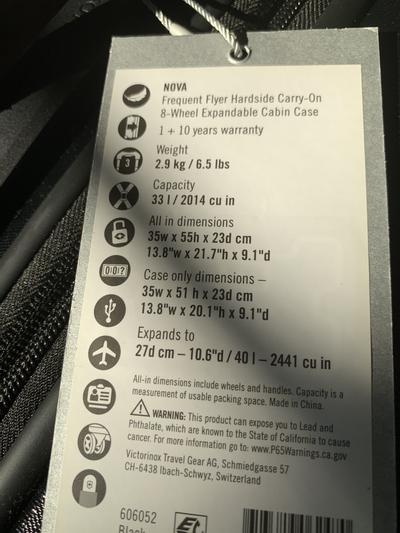 NOVA
Frequent Flyer Hardside Carry-On
8-Wheel Expandable Cabin Case
1 + 10 years warranty
Weight
2.9 kg / 6.5 lbs
Capacity
33 l / 2014 cu in
All in dimensions
35w x 55h x 23d cm
13.8"w x 21.7"h x 9.1"d
Case only dimensions –
35w x 51 h x 23d cm
13.8"w x 20.1"h x 9.1"d
Expands to
27d cm – 10.6"d / 40 l – 2441 cu in
All-in dimensions include wheels and handles. Capacity is a
measurement of usable packing space. Made in China.
WARNING: This product can expose you to Lead and
Phthalate, which are known to the State of California to cause
cancer. For more information go to: www.P65Warnings.ca.gov
Victorinox Travel Gear AG, Schmiedgasse 57
CH-6438 Ibach-Schwyz, Switzerland
606052